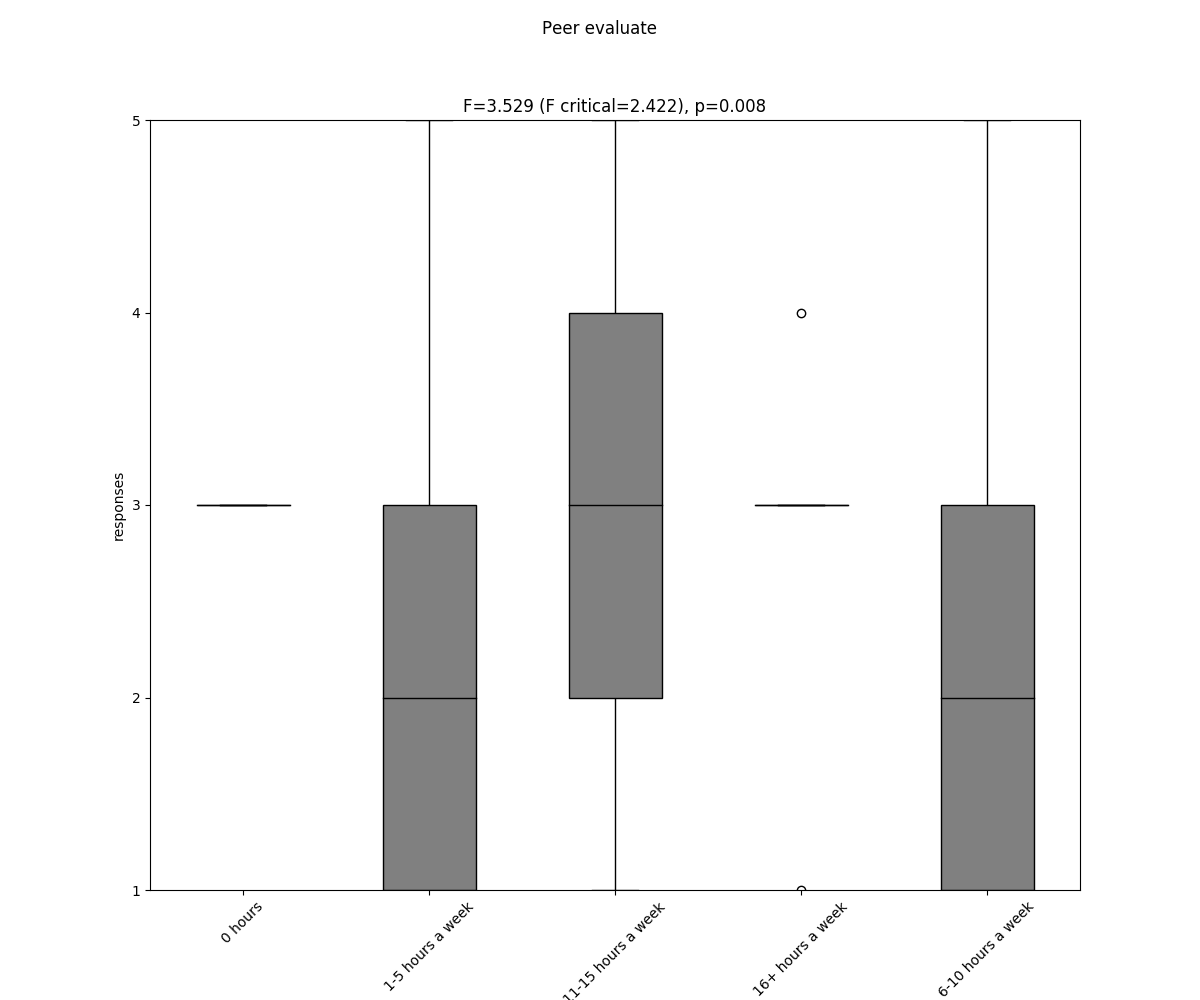 Peer evaluate
F=3.529 (F critical=2.422), p=0.008
5
4
3
2
1
responses
0 hours
1-5 hours a week
11-15 hours a week
16+ hours a week
6-10 hours a week